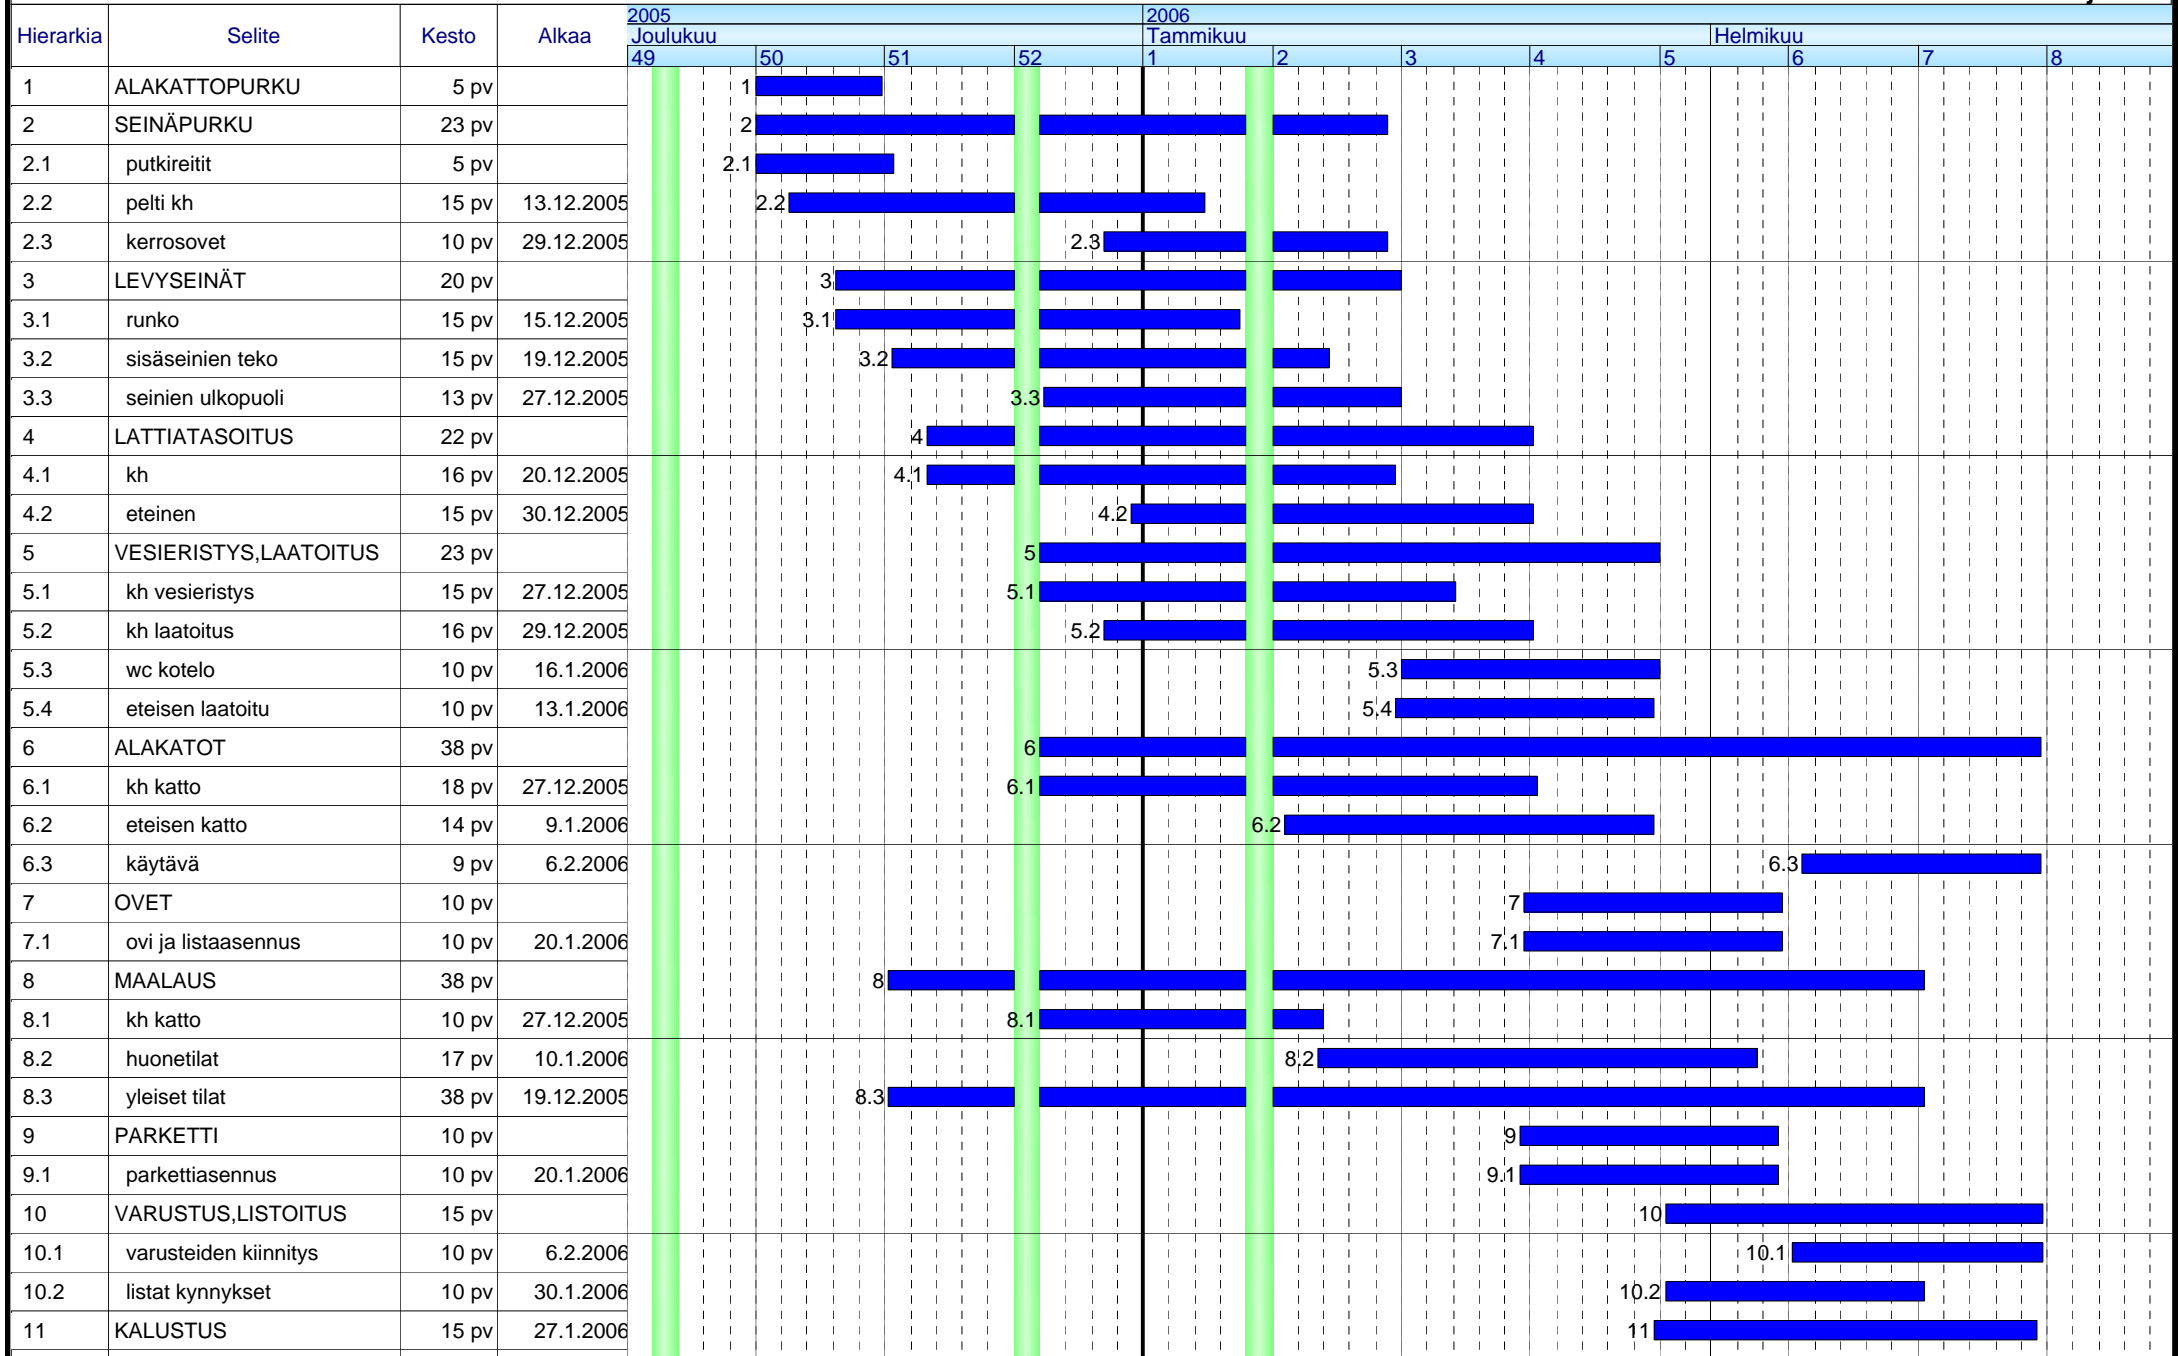 2005 2006
Hierarkia Selite Kesto Alkaa Joulukuu Tammikuu Helmikuu
49 50 51 52 1 2 3 4 5 6 7 8
1 ALAKATTOPURKU 5 pv 1
2 SEINÄPURKU 23 pv 2
2.1 putkireitit 5 pv 2.1
2.2 pelti kh 15 pv 13.12.2005 2.2
2.3 kerrosovet 10 pv 29.12.2005 2.3
3 LEVYSEINÄT 20 pv 3
3.1 runko 15 pv 15.12.2005 3.1
3.2 sisäseinien teko 15 pv 19.12.2005 3.2
3.3 seinien ulkopuoli 13 pv 27.12.2005 3.3
4 LATTIATASOITUS 22 pv 4
4.1 kh 16 pv 20.12.2005 4.1
4.2 eteinen 15 pv 30.12.2005 4.2
5 VESIERISTYS,LAATOITUS 23 pv 5
5.1 kh vesieristys 15 pv 27.12.2005 5.1
5.2 kh laatoitus 16 pv 29.12.2005 5.2
5.3 wc kotelo 10 pv 16.1.2006 5.3
5.4 eteisen laatoitu 10 pv 13.1.2006 5.4
6 ALAKATOT 38 pv 6
6.1 kh katto 18 pv 27.12.2005 6.1
6.2 eteisen katto 14 pv 9.1.2006 6.2
6.3 käytävä 9 pv 6.2.2006 6.3
7 OVET 10 pv 7
7.1 ovi ja listaasennus 10 pv 20.1.2006 7.1
8 MAALAUS 38 pv 8
8.1 kh katto 10 pv 27.12.2005 8.1
8.2 huonetilat 17 pv 10.1.2006 8.2
8.3 yleiset tilat 38 pv 19.12.2005 8.3
9 PARKETTI 10 pv 9
9.1 parkettiasennus 10 pv 20.1.2006 9.1
10 VARUSTUS,LISTOITUS 15 pv 10
10.1 varusteiden kiinnitys 10 pv 6.2.2006 10.1
10.2 listat kynnykset 10 pv 30.1.2006 10.2
11 KALUSTUS 15 pv 27.1.2006 11